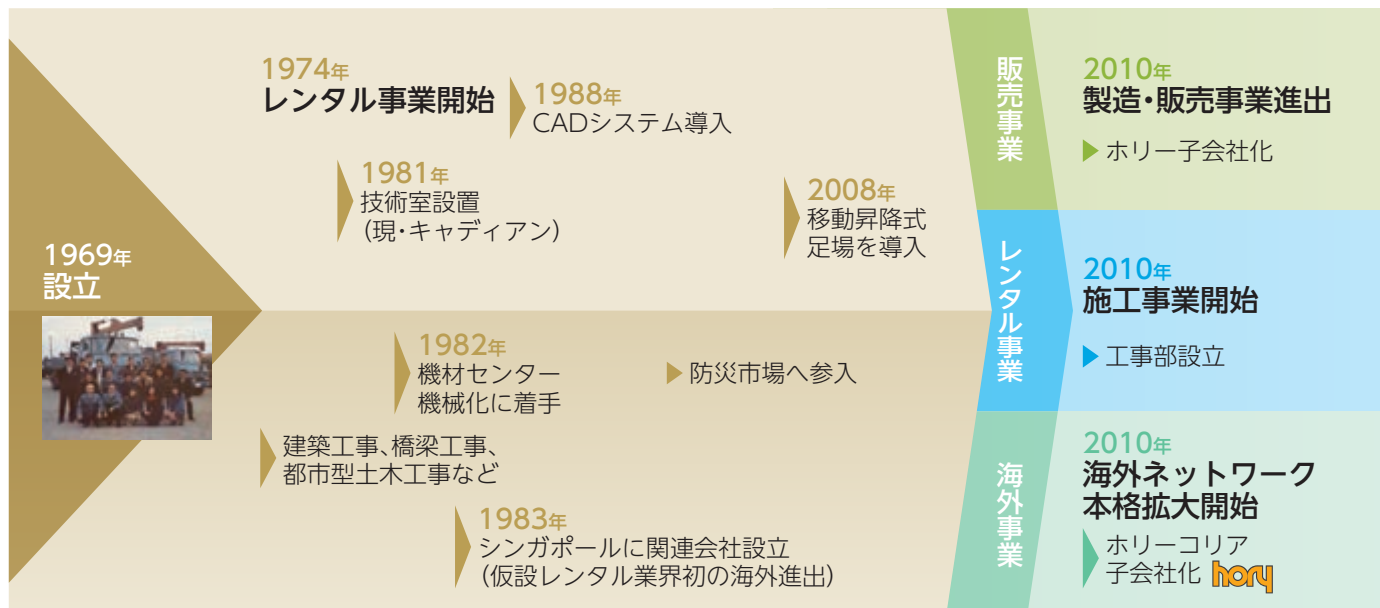 1969年
設立
1974年
レンタル事業開始
1988年
CADシステム導入
1981年
技術室設置
(現・キャディアン)
2008年
移動昇降式
足場を導入
1982年
機材センター
機械化に着手
防災市場へ参入
建築工事、橋梁工事、
都市型土木工事など
1983年
シンガポールに関連会社設立
(仮設レンタル業界初の海外進出)
販売事業
2010年
製造・販売事業進出
ホリー子会社化
レンタル事業
2010年
施工事業開始
工事部設立
海外事業
2010年
海外ネットワーク
本格拡大開始
ホリーコリア
子会社化 hory